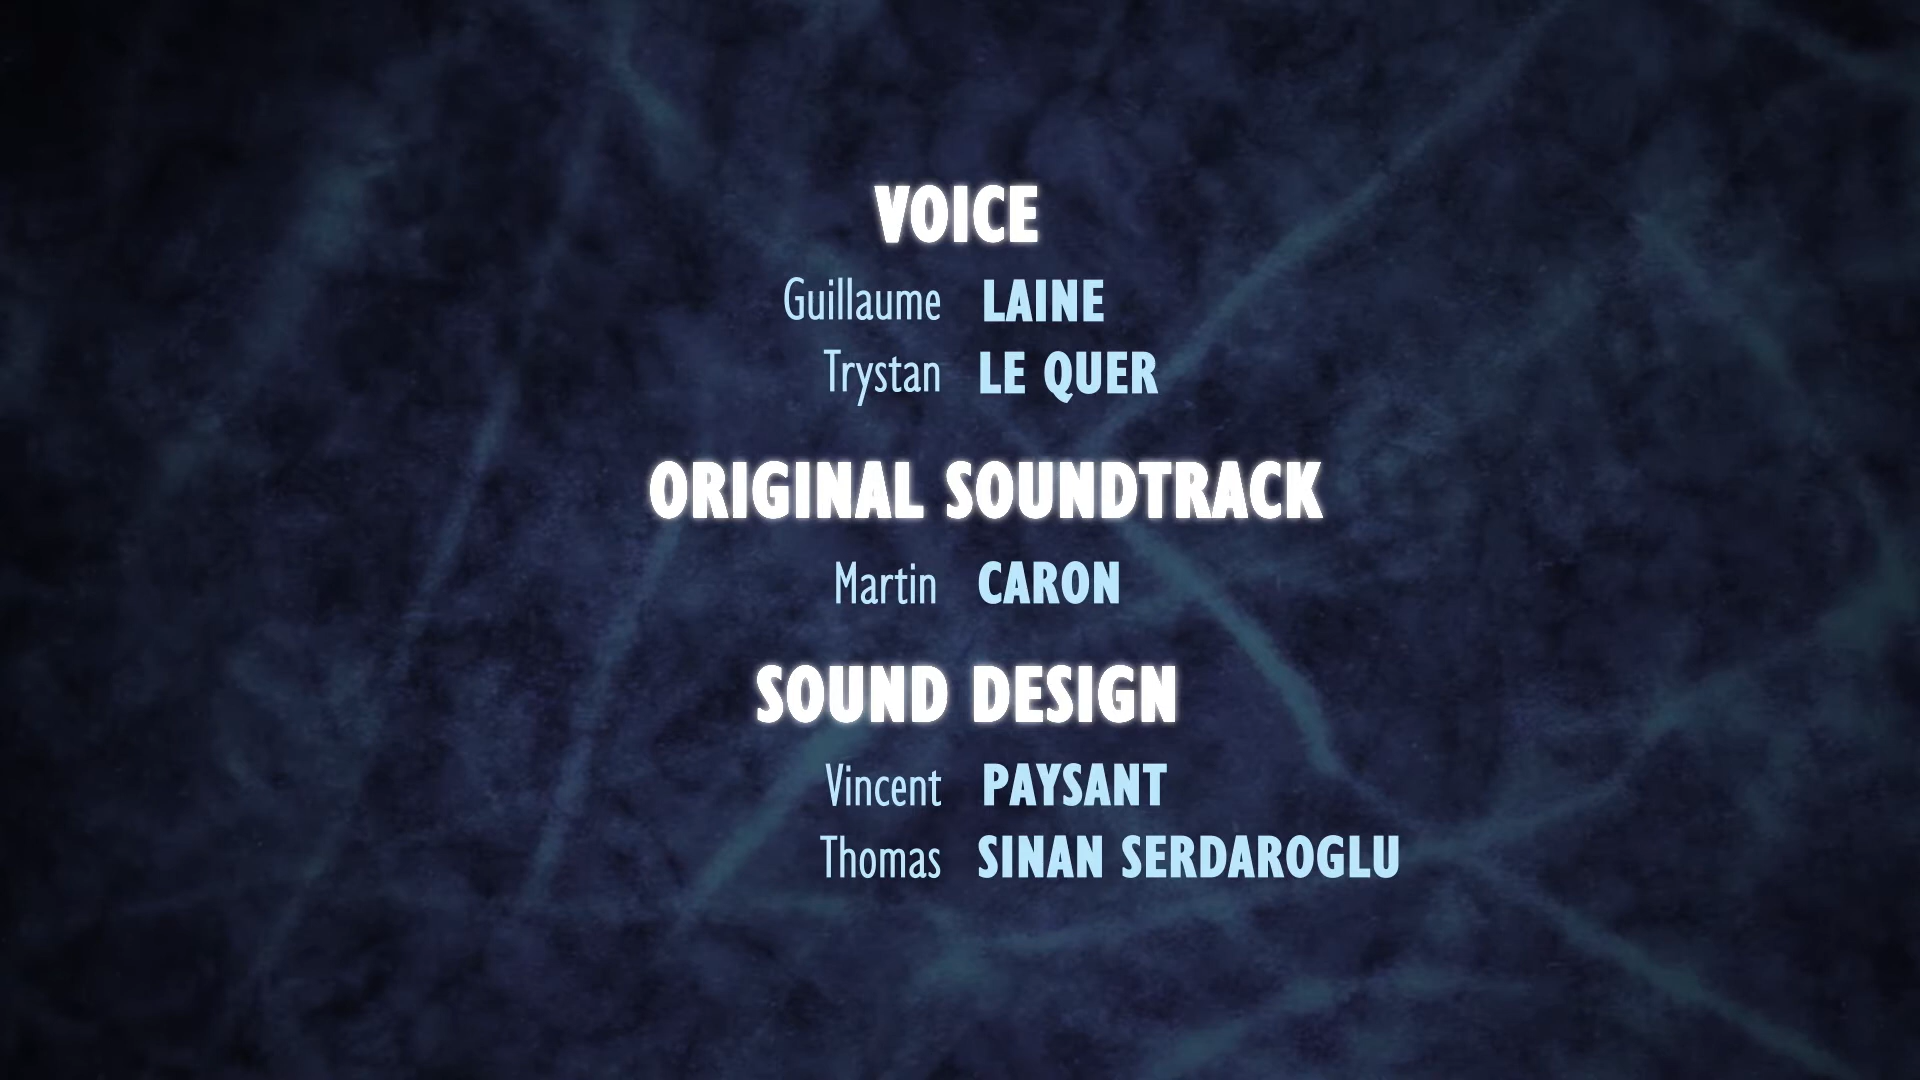 VOICE
Guillaume LAINE
Trystan LE QUER
ORIGINAL SOUNDTRACK
Martin CARON
SOUND DESIGN
Vincent PAYSANT
Thomas SINAN SERDAROGLU